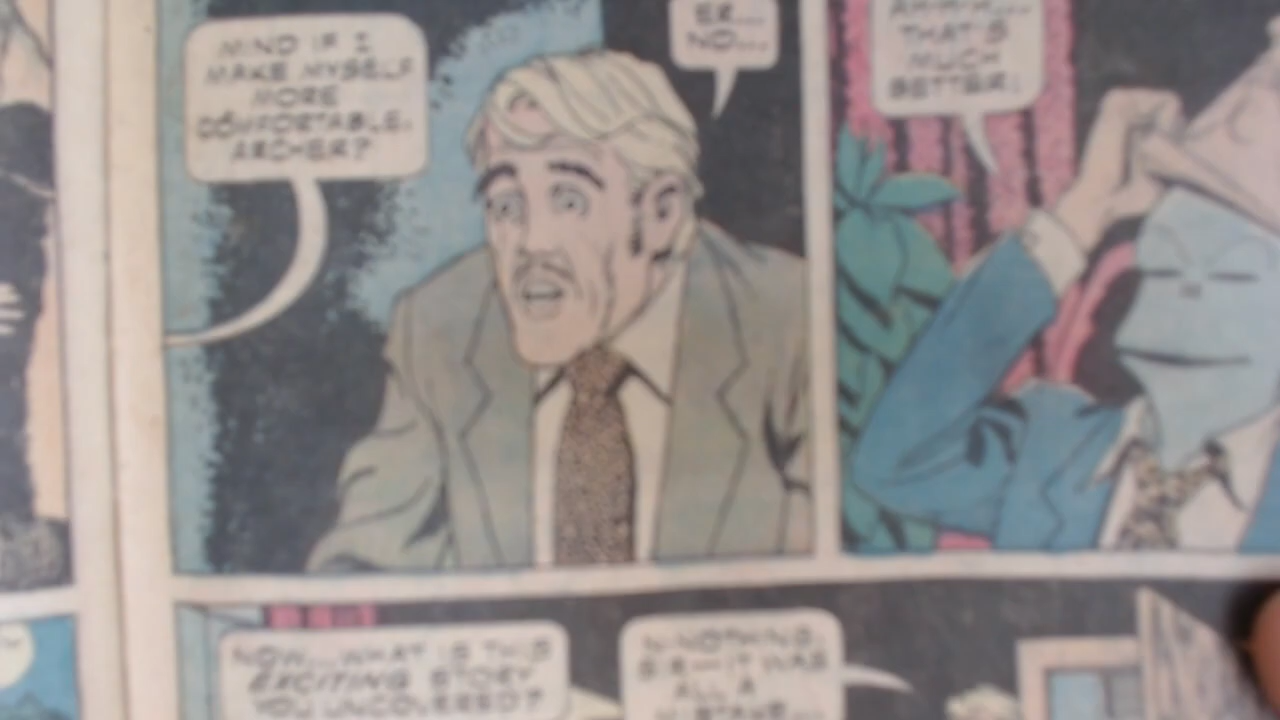 MIND IF I
MAKE MYSELF
MORE
COMFORTABLE,
ARCHER?
ER...
NO...
AH-H-H...
THAT'S
MUCH
BETTER!
NOW...WHAT IS THIS
EXCITING STORY
YOU UNCOVERED?
N-NOTHING,
SIR--IT WAS
ALL A